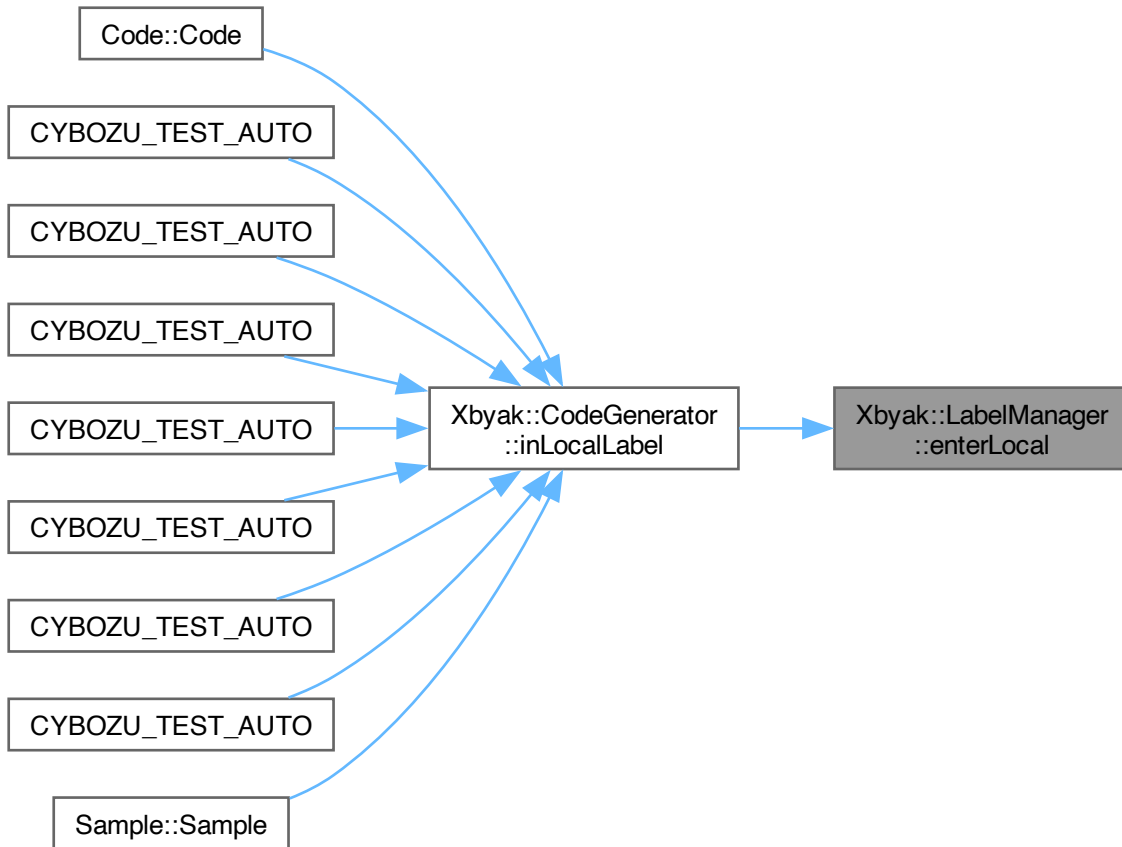 Code::Code
CYBOZU_TEST_AUTO
CYBOZU_TEST_AUTO
CYBOZU_TEST_AUTO
CYBOZU_TEST_AUTO
CYBOZU_TEST_AUTO
CYBOZU_TEST_AUTO
CYBOZU_TEST_AUTO
Sample::Sample
Xbyak::CodeGenerator
::inLocalLabel
Xbyak::LabelManager
::enterLocal